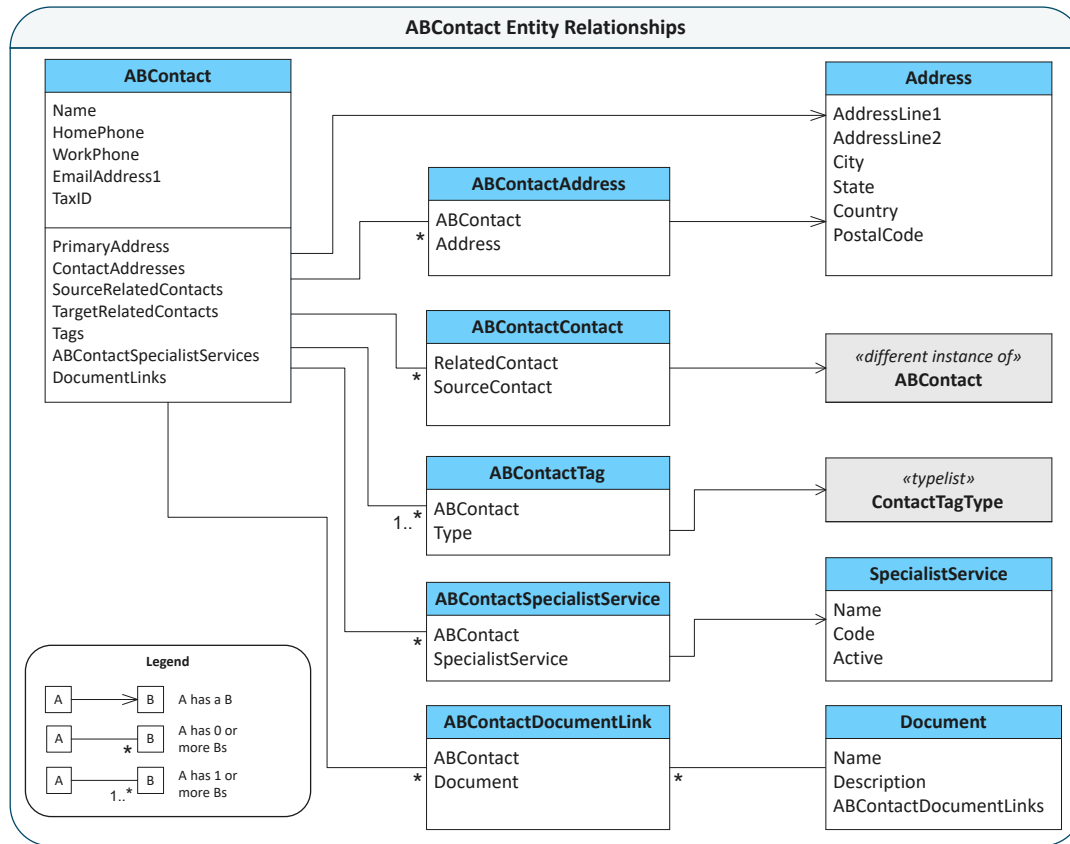 ABContact Entity Relationships
ABContact
Name
HomePhone
WorkPhone
EmailAddress1
TaxID
PrimaryAddress
ContactAddresses
SourceRelatedContacts
TargetRelatedContacts
Tags
ABContactSpecialistServices
DocumentLinks
ABContactAddress
ABContact
Address
*
Address
AddressLine1
AddressLine2
City
State
Country
PostalCode
ABContactContact
RelatedContact
SourceContact
*
«different instance of»
ABContact
ABContactTag
ABContact
Type
1..*
«typelist»
ContactTagType
ABContactSpecialistService
ABContact
SpecialistService
*
SpecialistService
Name
Code
Active
ABContactDocumentLink
ABContact
Document
*
*
Document
Name
Description
ABContactDocumentLinks
Legend
A
B
A has a B
A
B
*
A has 0 or
more Bs
A
B
1..*
A has 1 or
more Bs